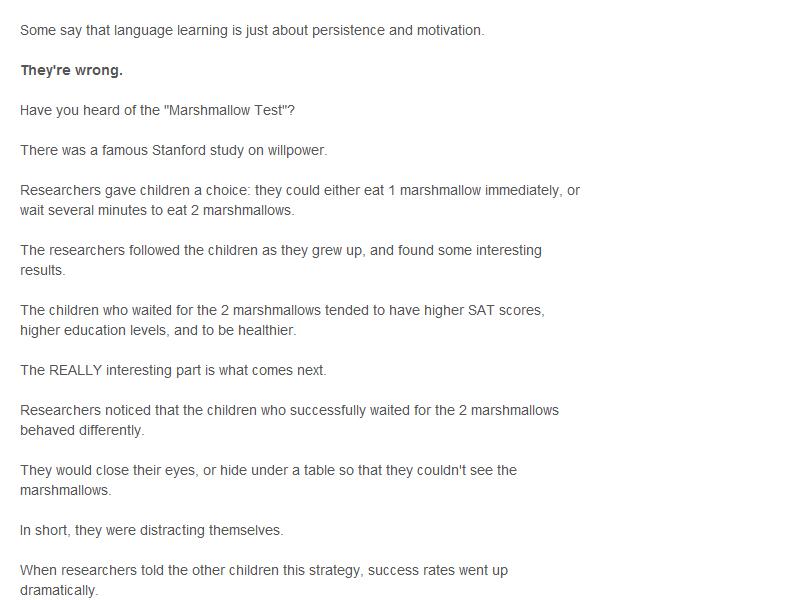 Some say that language learning is just about persistence and motivation.
They're wrong.
Have you heard of the "Marshmallow Test"?
There was a famous Stanford study on willpower.
Researchers gave children a choice: they could either eat 1 marshmallow immediately, or
wait several minutes to eat 2 marshmallows.
The researchers followed the children as they grew up, and found some interesting
results.
The children who waited for the 2 marshmallows tended to have higher SAT scores,
higher education levels, and to be healthier.
The REALLY interesting part is what comes next.
Researchers noticed that the children who successfully waited for the 2 marshmallows
behaved differently.
They would close their eyes, or hide under a table so that they couldn't see the
marshmallows.
In short, they were distracting themselves.
When researchers told the other children this strategy, success rates went up
dramatically.